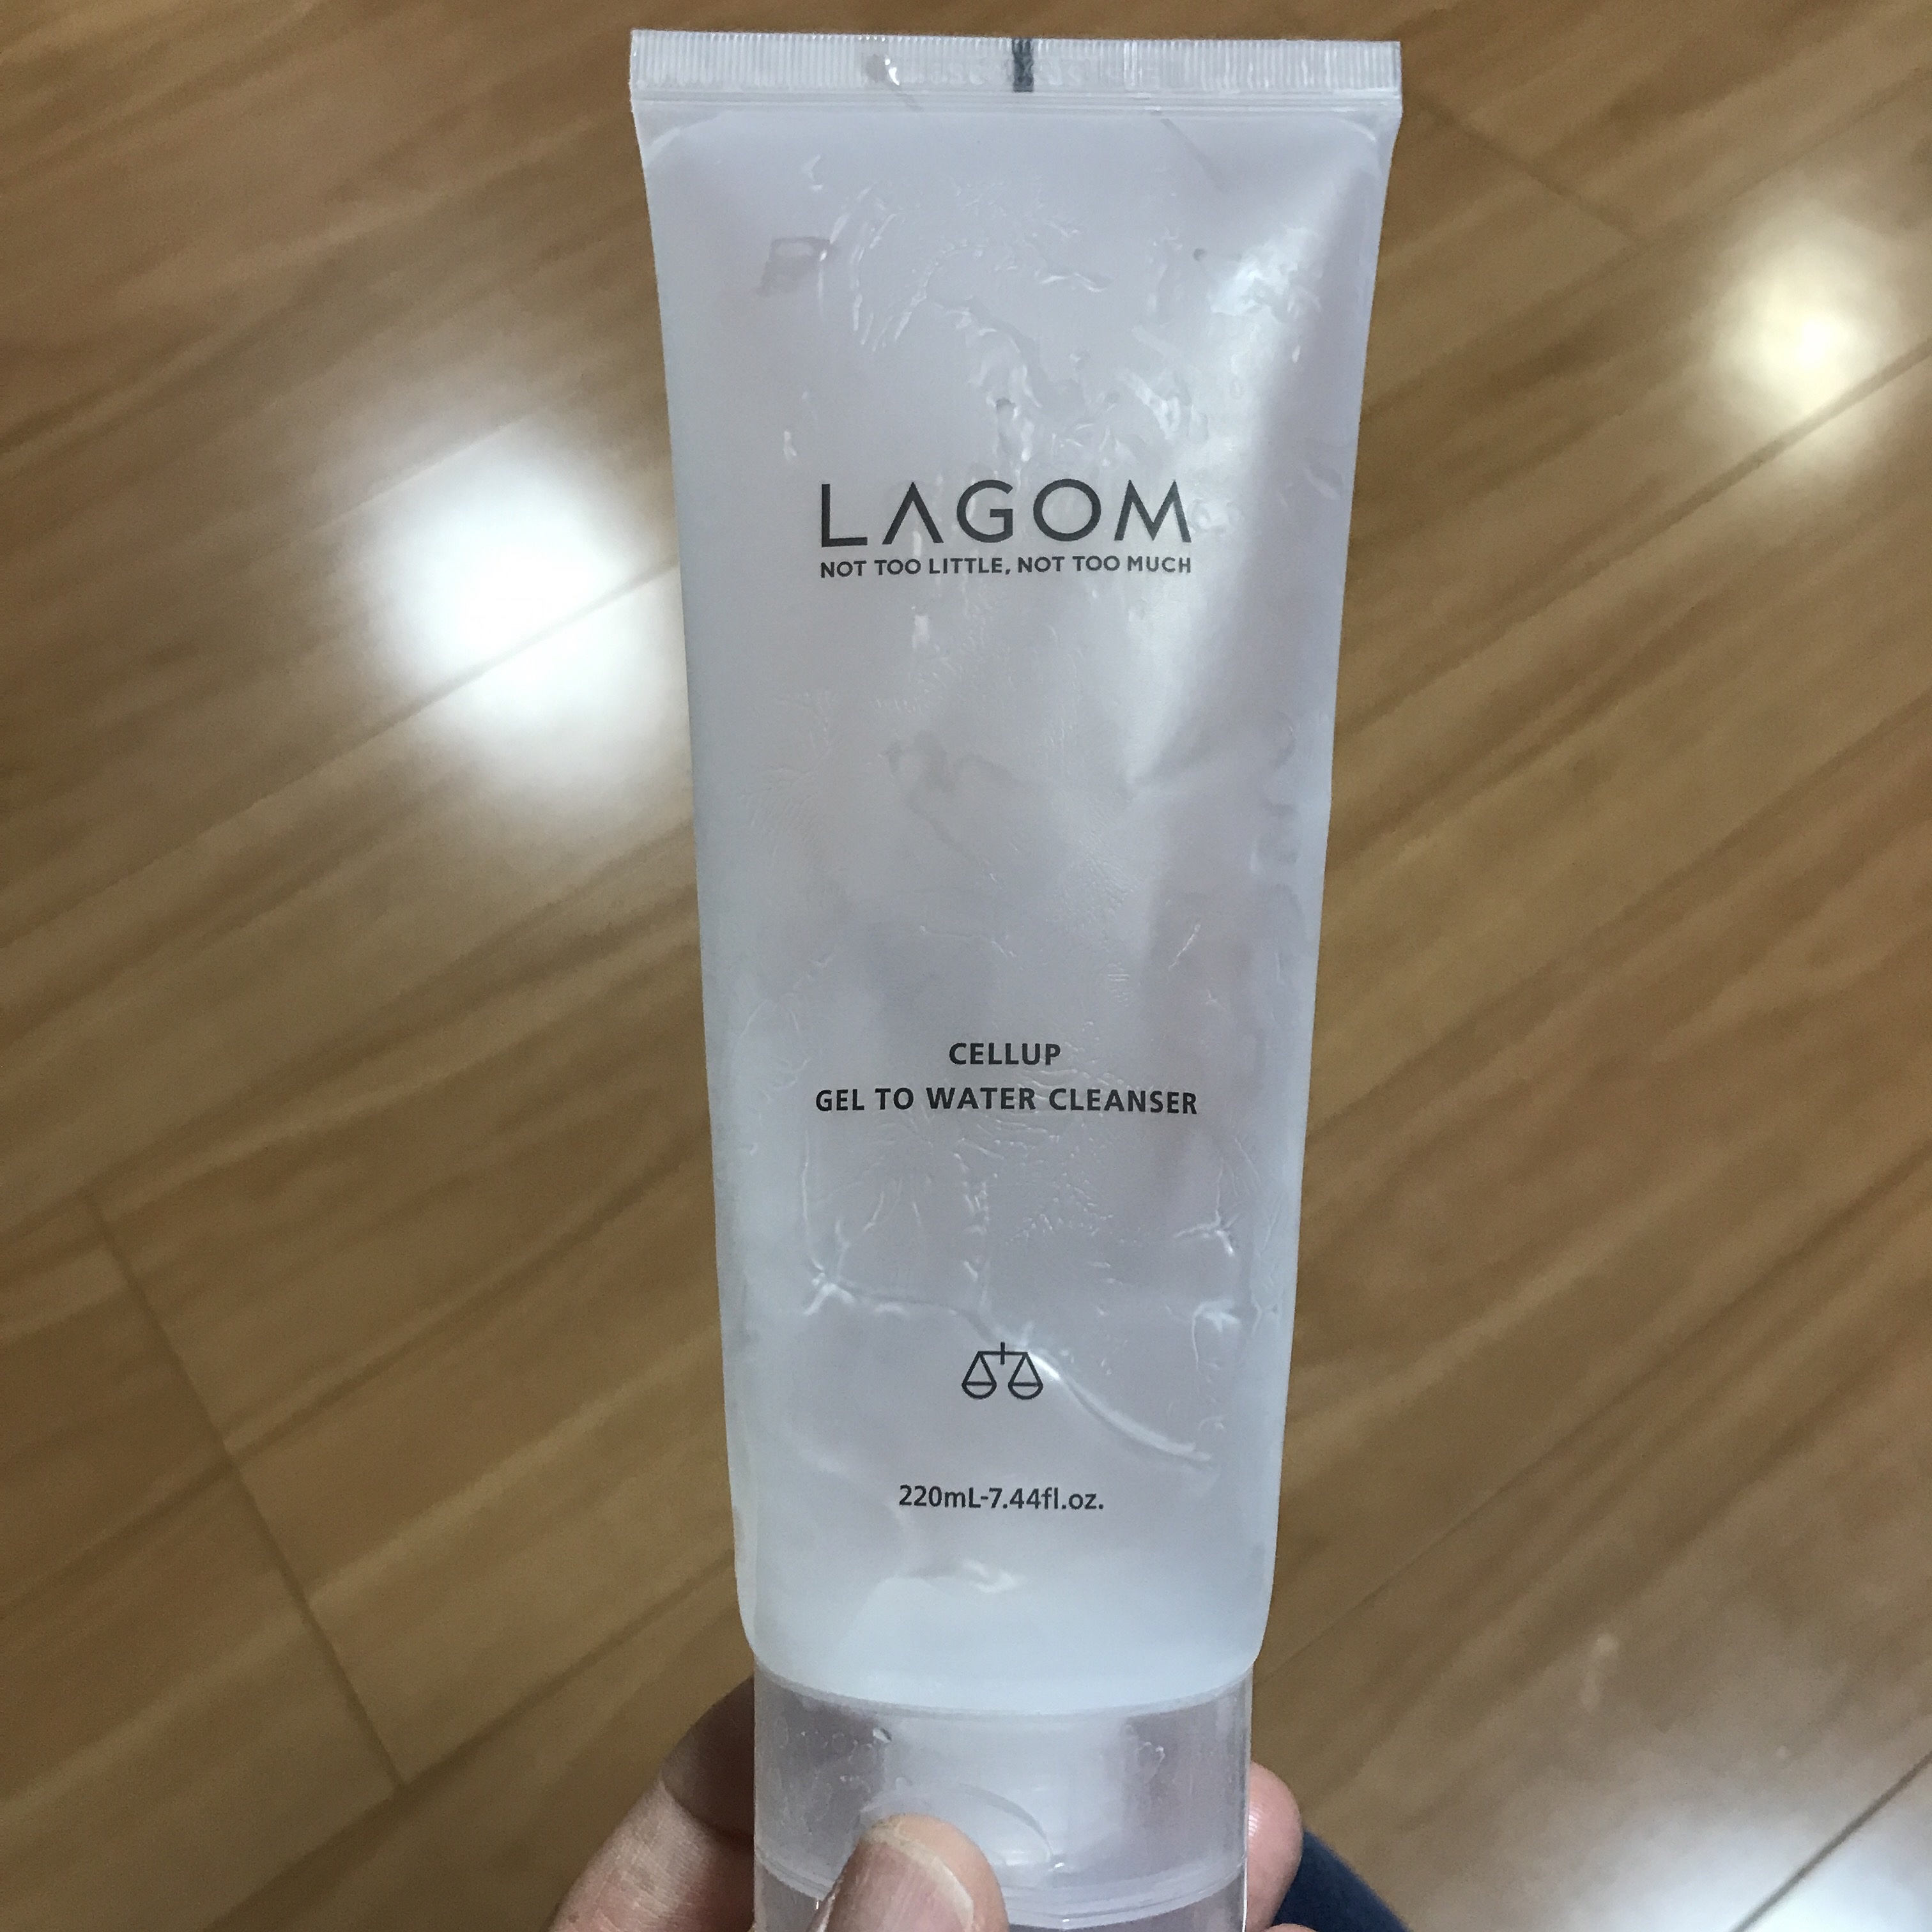 LAGOM
NOT TOO LITTLE, NOT TOO MUCH
CELLUP
GEL TO WATER CLEANSER
220mL-7.44fl.oz.